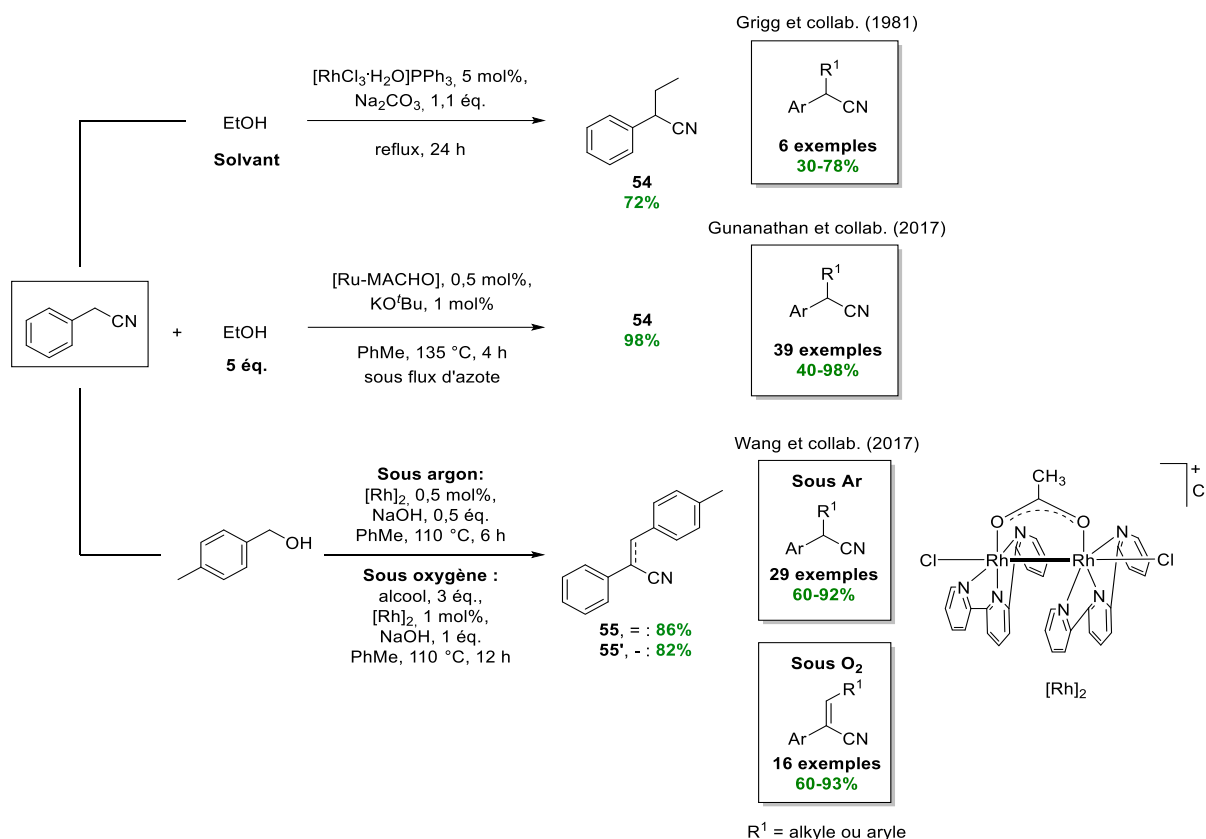 Grigg et collab. (1981)
[RhCl3·H2O]PPh3, 5 mol%,
Na2CO3, 1,1 éq.
EtOH
Solvant
reflux, 24 h
CN
54
72%
R1
Ar
CN
6 exemples
30-78%
Gunanathan et collab. (2017)
CN
+
EtOH
5 éq.
[Ru-MACHO], 0,5 mol%,
KOtBu, 1 mol%
PhMe, 135 °C, 4 h
sous flux d'azote
54
98%
R1
Ar
CN
39 exemples
40-98%
Wang et collab. (2017)
OH
Sous argon:
[Rh]2, 0,5 mol%,
NaOH, 0,5 éq.
PhMe, 110 °C, 6 h
Sous oxygène :
alcool, 3 éq.,
[Rh]2, 1 mol%,
NaOH, 1 éq.
PhMe, 110 °C, 12 h
CN
55, = : 86%
55', - : 82%
Sous Ar
R1
Ar
CN
29 exemples
60-92%
Sous O2
R1
Ar
CN
16 exemples
60-93%
R1 = alkyle ou aryle
CH3
+
C
O
O
N
N
Cl
Rh
Rh
Cl
N
N
N
N
[Rh]2